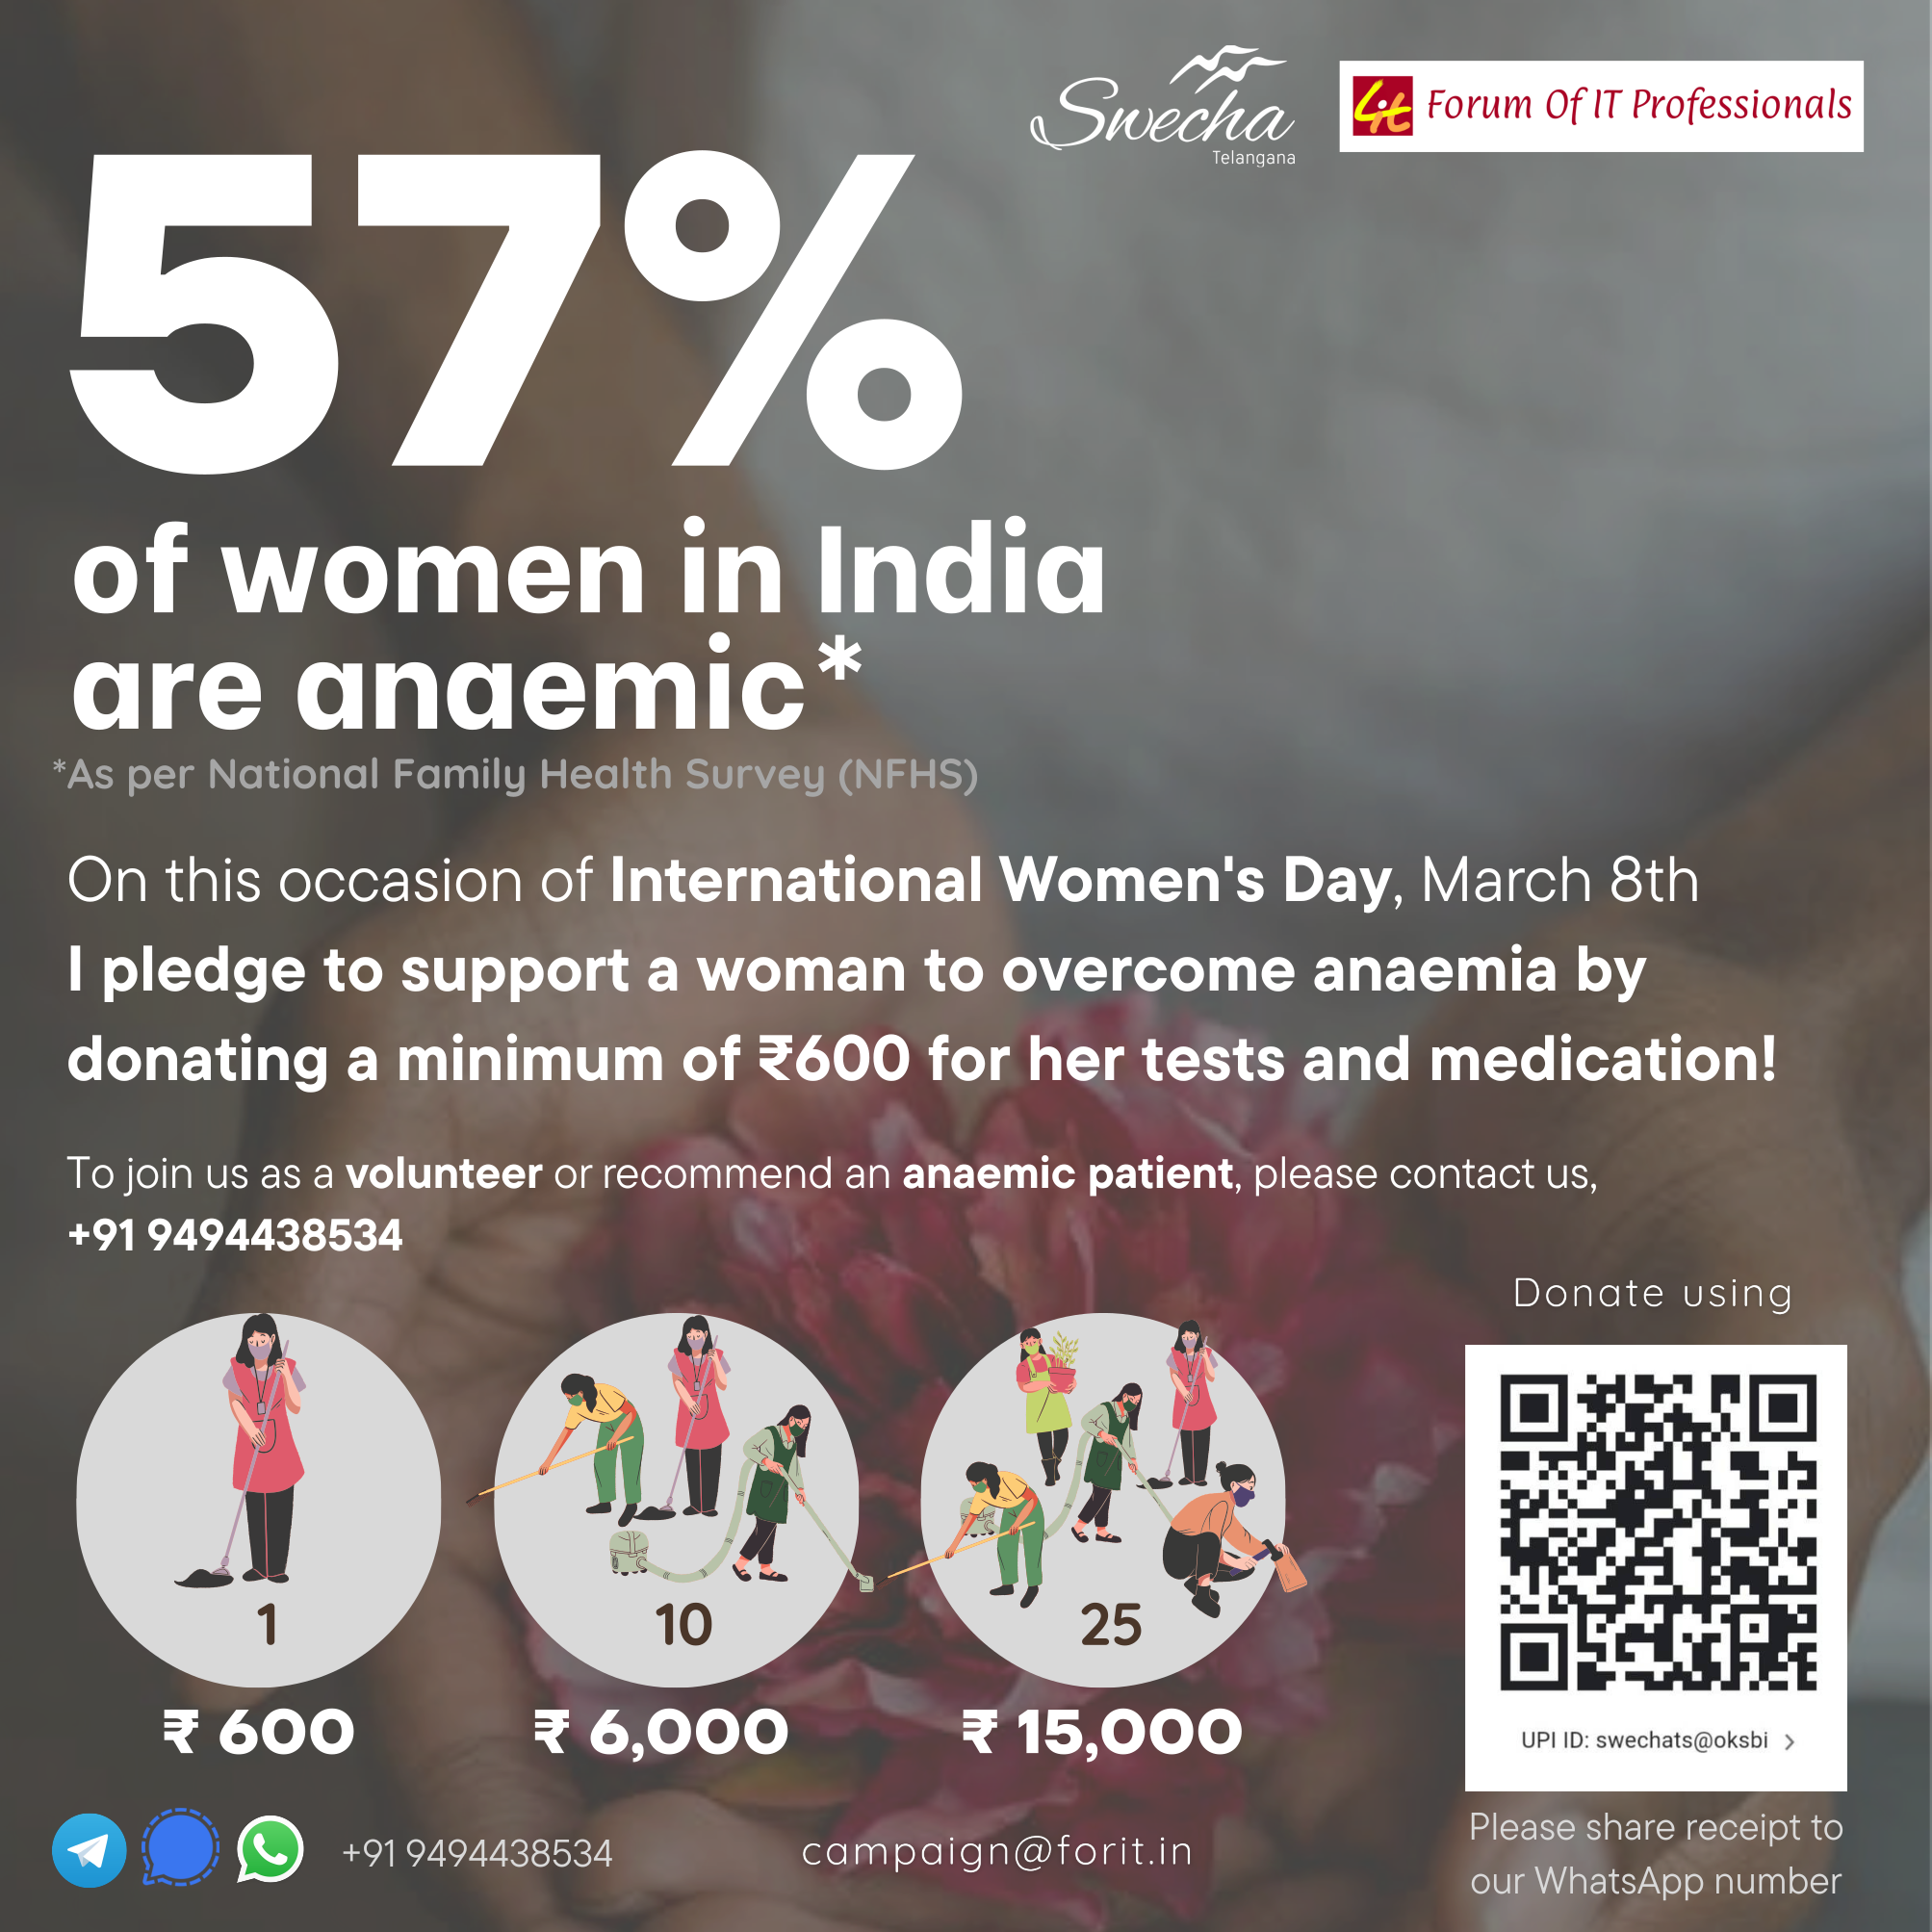 Swecha
Telangana
4it Forum Of IT Professionals
57%
of women in India
are anaemic*
*As per National Family Health Survey (NFHS)
On this occasion of International Women's Day, March 8th
I pledge to support a woman to overcome anaemia by
donating a minimum of ₹600 for her tests and medication!
To join us as a volunteer or recommend an anaemic patient, please contact us,
+91 9494438534
1
₹ 600
10
₹ 6,000
25
₹ 15,000
Donate using
UPI ID: swechats@oksbi >
Please share receipt to
our WhatsApp number
+91 9494438534
campaign@forit.in